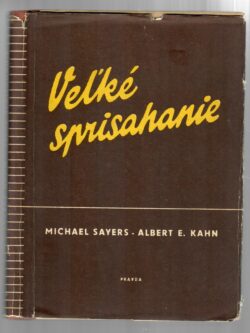 Veľké
sprisahanie
MICHAEL SAYERS - ALBERT E. KAHN
PRAVDA